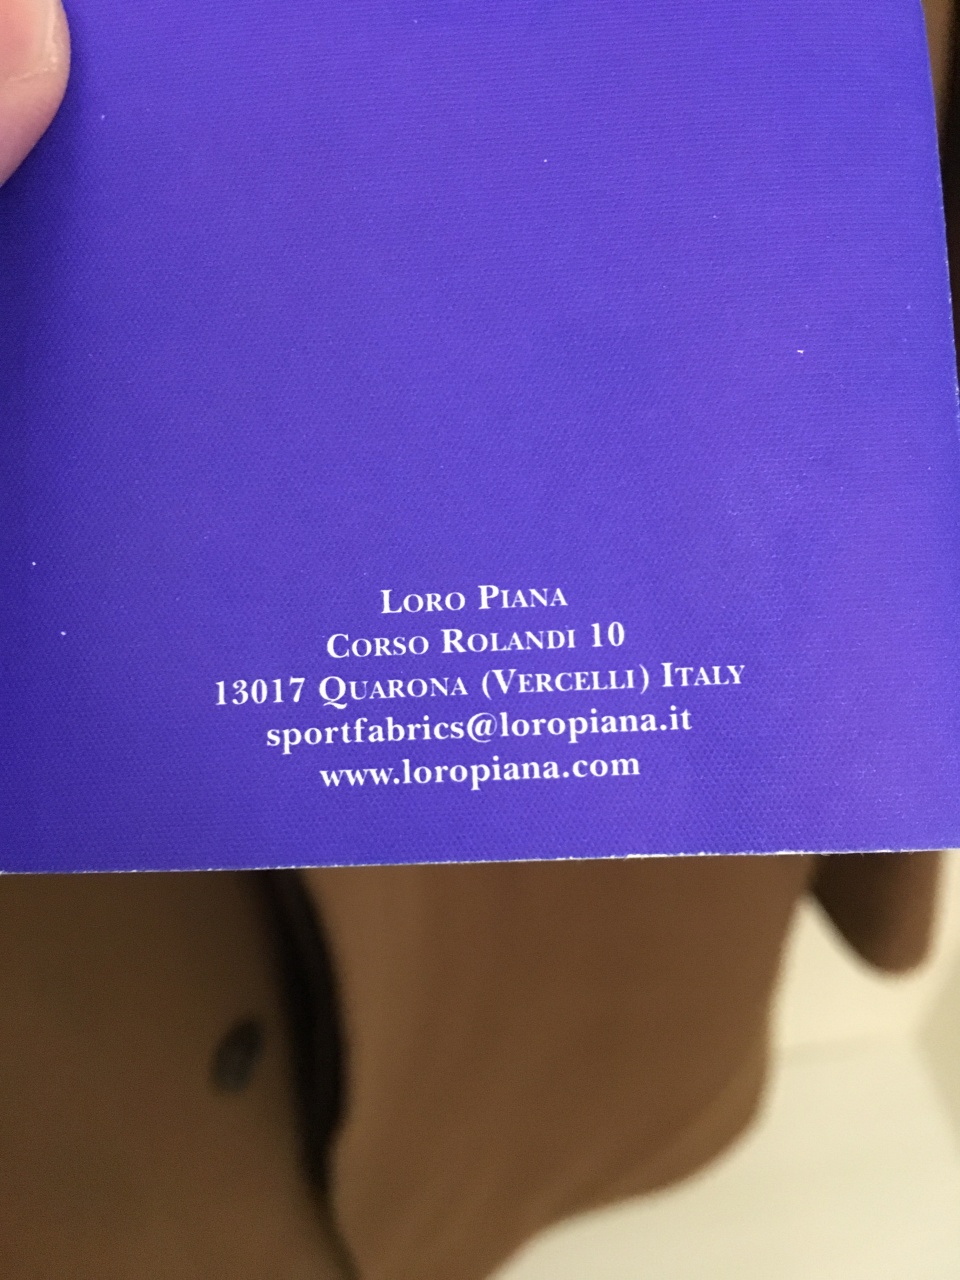 Loro Piana
Corso Rolandi 10
13017 Quarona (Vercelli) Italy
sportfabrics@loropiana.it
www.loropiana.com